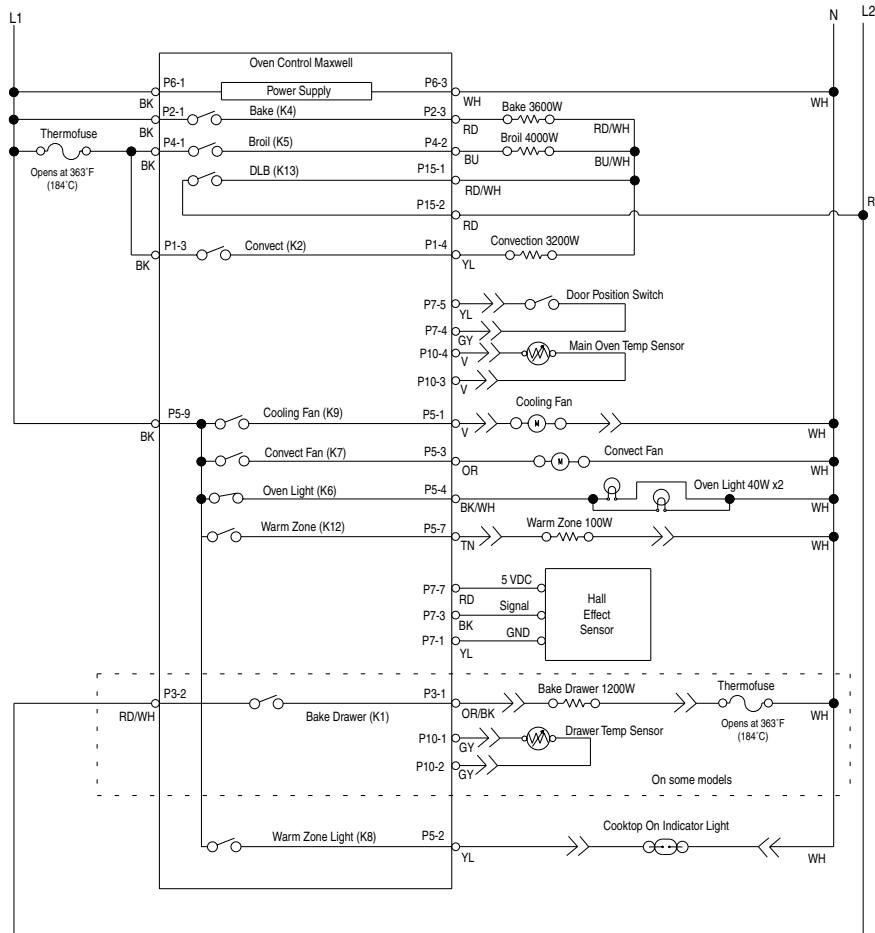 L1
N
L2
Oven Control Maxwell
P6-1
Power Supply
P6-3
BK
WH
WH
P2-1
Bake (K4)
P2-3
Bake 3600W
BK
RD
RD/WH
Thermofuse
P4-1
Broil (K5)
P4-2
Broil 4000W
BK
BU
BU/WH
Opens at 363˚F
(184˚C)
DLB (K13)
P15-1
RD/WH
P15-2
RD
R
P1-3
Convect (K2)
P1-4
Convection 3200W
BK
YL
P7-5
Door Position Switch
YL
P7-4
GY
P10-4
Main Oven Temp Sensor
V
P10-3
V
P5-9
Cooling Fan (K9)
P5-1
Cooling Fan
M
BK
V
WH
Convect Fan (K7)
P5-3
Convect Fan
M
OR
WH
Oven Light (K6)
P5-4
Oven Light 40W x2
BK/WH
WH
Warm Zone (K12)
P5-7
Warm Zone 100W
TN
WH
P7-7
5 VDC
RD
P7-3
Signal
BK
P7-1
GND
YL
Hall
Effect
Sensor
P3-2
P3-1
Bake Drawer 1200W
Thermofuse
RD/WH
Bake Drawer (K1)
OR/BK
WH
Opens at 363˚F
(184˚C)
P10-1
Drawer Temp Sensor
GY
P10-2
GY
On some models
Warm Zone Light (K8)
P5-2
Cooktop On Indicator Light
YL
WH